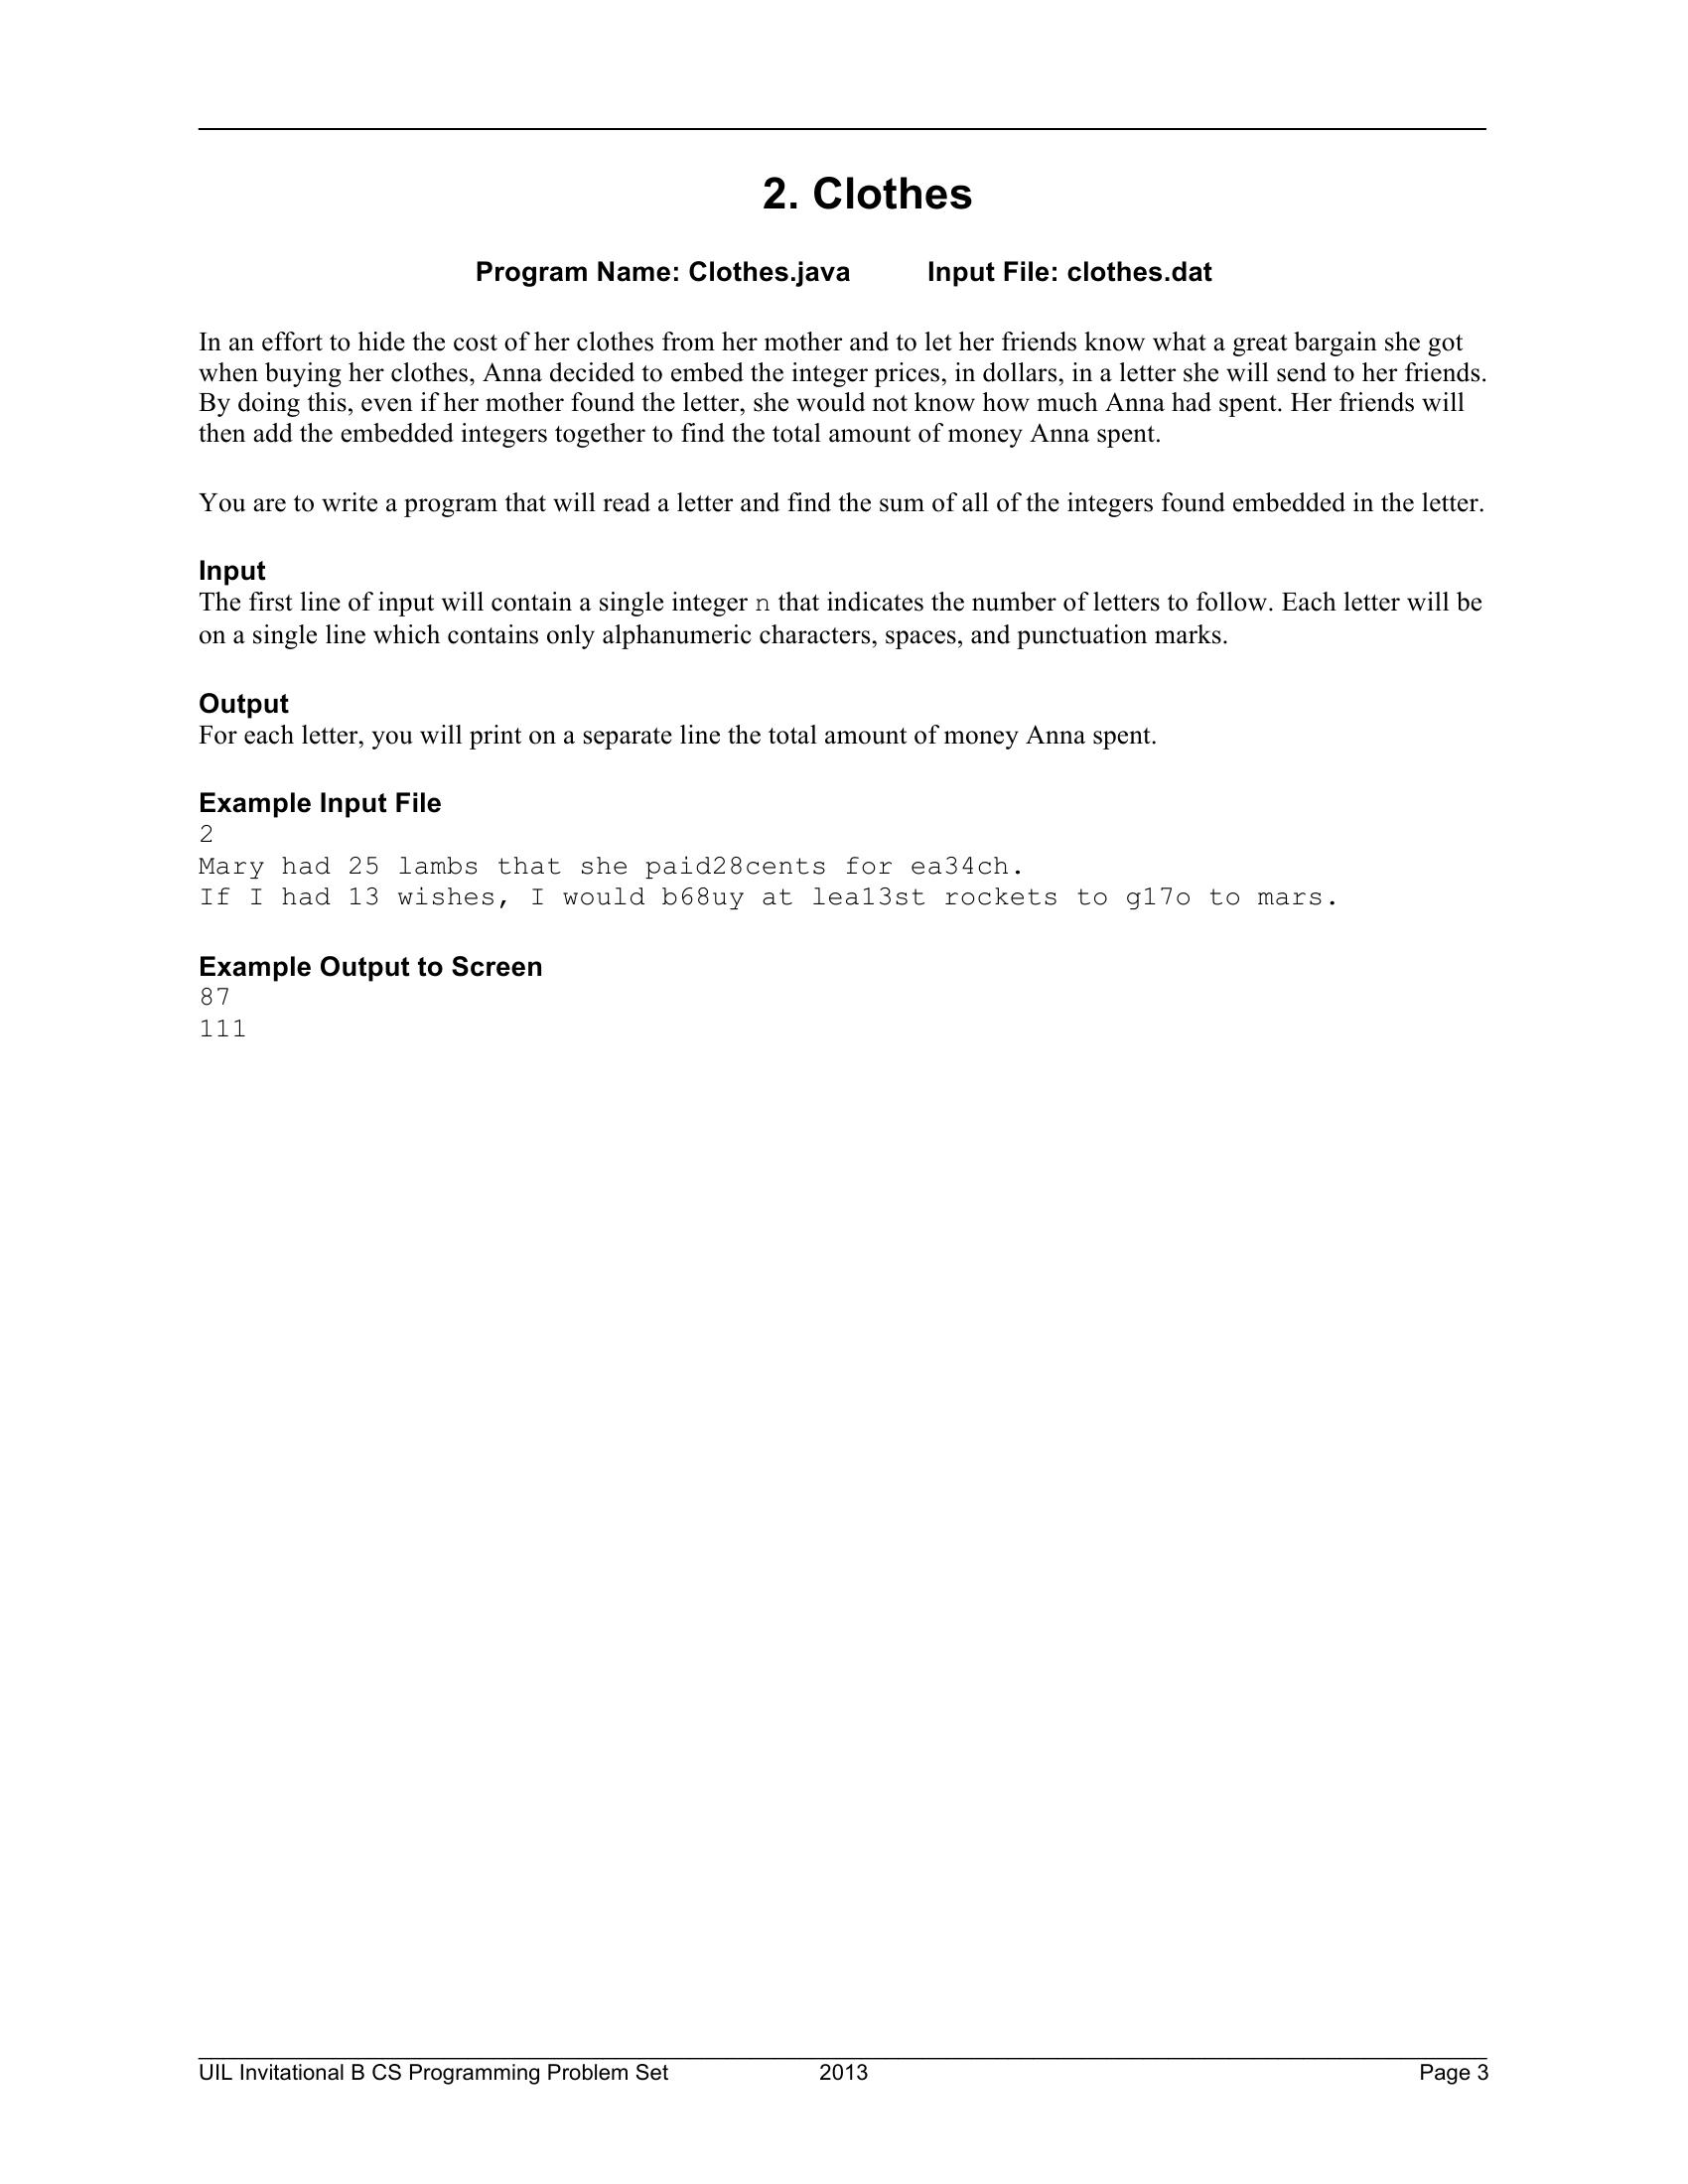 2. Clothes
Program Name: Clothes.java Input File: clothes.dat
In an effort to hide the cost of her clothes from her mother and to let her friends know what a great bargain she got
when buying her clothes, Anna decided to embed the integer prices, in dollars, in a letter she will send to her friends.
By doing this, even if her mother found the letter, she would not know how much Anna had spent. Her friends will
then add the embedded integers together to find the total amount of money Anna spent.
You are to write a program that will read a letter and find the sum of all of the integers found embedded in the letter.
Input
The first line of input will contain a single integer n that indicates the number of letters to follow. Each letter will be
on a single line which contains only alphanumeric characters, spaces, and punctuation marks.
Output
For each letter, you will print on a separate line the total amount of money Anna spent.
Example Input File
2
Mary had 25 lambs that she paid28cents for ea34ch.
If I had 13 wishes, I would b68uy at lea13st rockets to g17o to mars.
Example Output to Screen
87
111
UIL Invitational B CS Programming Problem Set 2013 Page 3